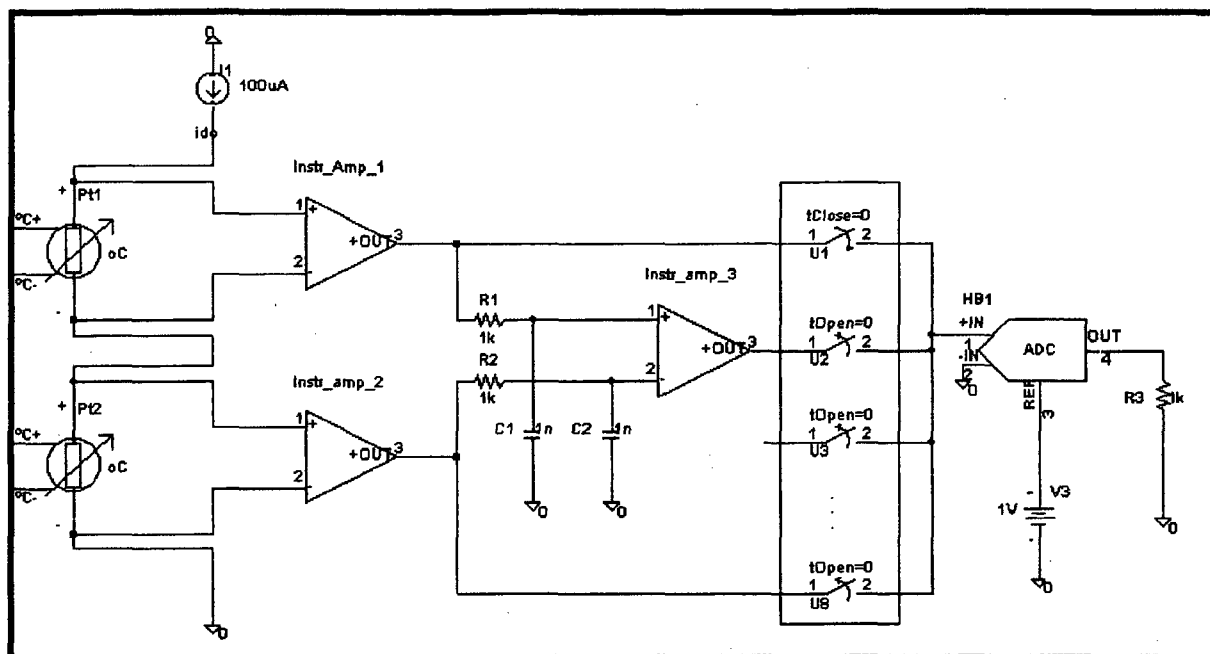 0
I1
100uA
id
Instr_Amp_1
+ Pt1
°C+
oC
°C-
-
1 +
+OUT 3
2 -
tClose=0
1 2
U1
Instr_amp_3
1 +
+OUT 3
2 -
R1
1k
R2
1k
C1 1n
C2 1n
0
0
tOpen=0
1 2
U2
HB1
+IN
1
-IN
2
0
ADC
OUT
4
REF
3
R3 1k
0
- V3
1V
-
0
+
Pt2
°C+
oC
°C-
-
Instr_amp_2
1 +
+OUT 3
2 -
0
tOpen=0
1 2
U3
tOpen=0
1 2
U8